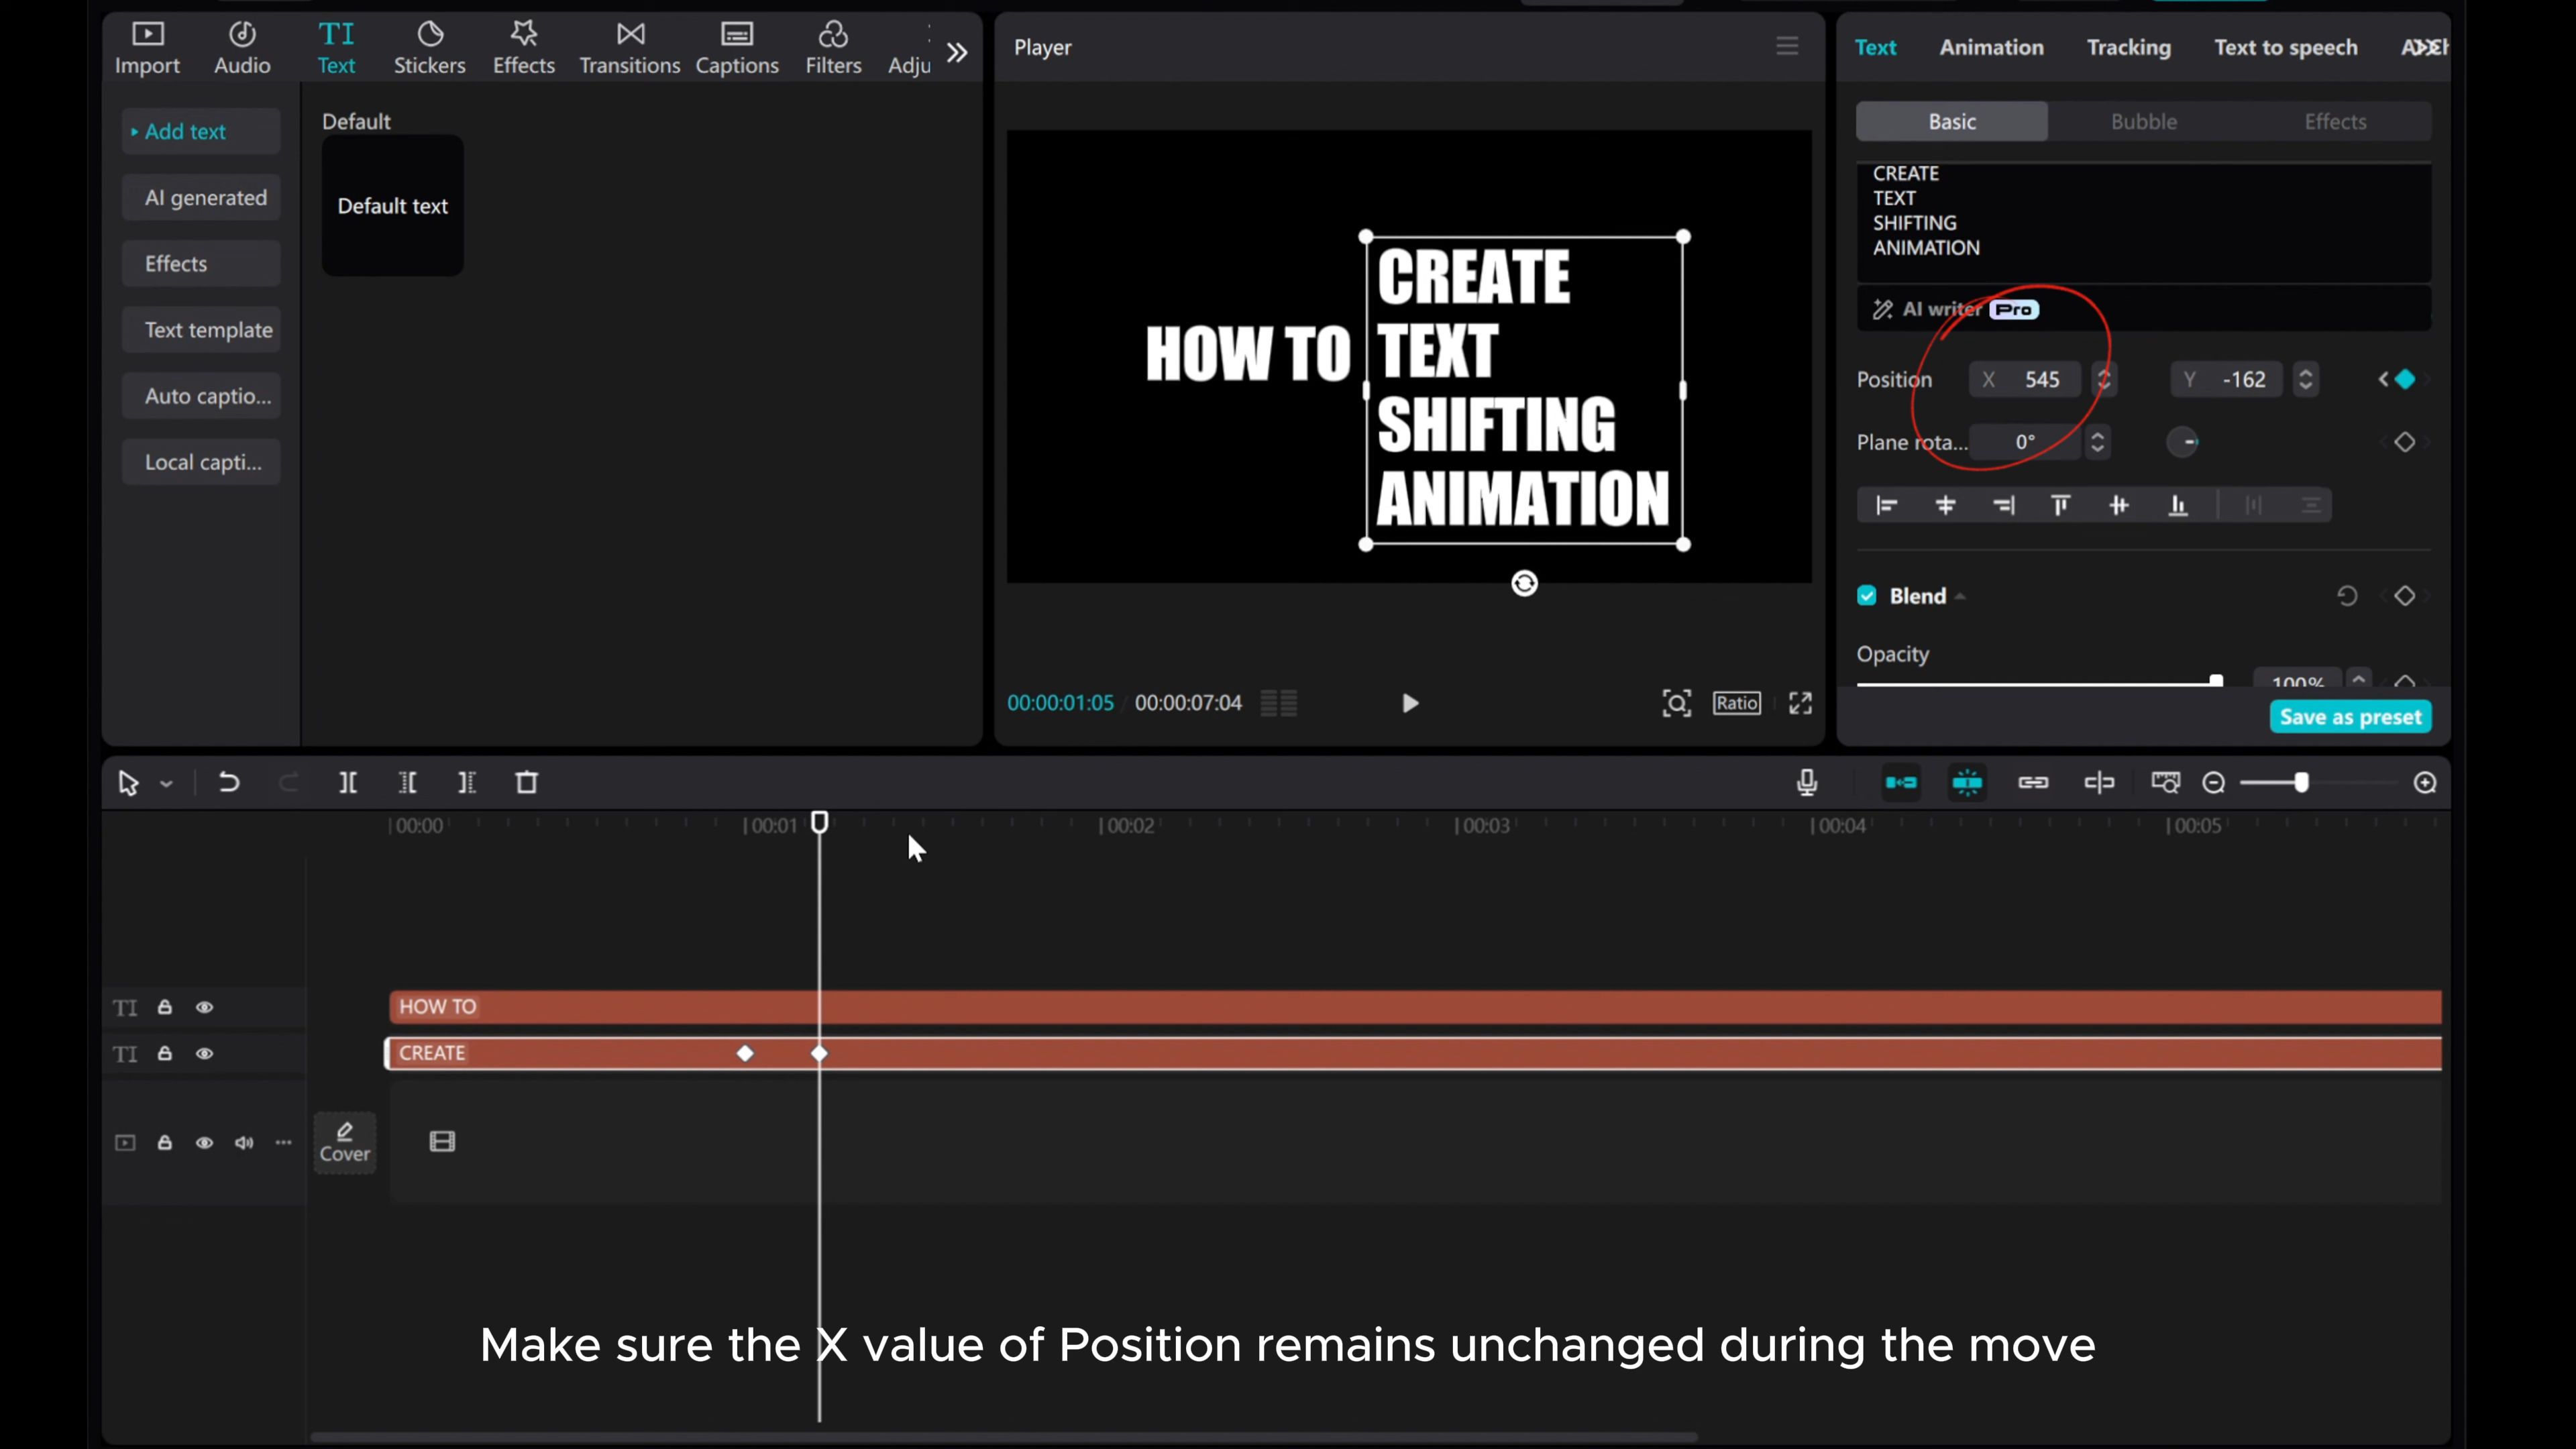 Import
Audio
TI
Text
Stickers
Effects
Transitions
Captions
Filters
Adju
Add text
AI generated
Effects
Text template
Auto captio...
Local capti...
Default
Default text
Player
HOW TO
CREATE
TEXT
SHIFTING
ANIMATION
00:00:01:05 / 00:00:07:04
Ratio
Text
Animation
Tracking
Text to speech
Basic
Bubble
Effects
CREATE
TEXT
SHIFTING
ANIMATION
AI writer Pro
Position X 545 Y -162
Plane rota... 0°
Blend
Opacity
100%
Save as preset
00:00 00:01 00:02 00:03 00:04 00:05
TI HOW TO
TI CREATE
Cover
Make sure the X value of Position remains unchanged during the move